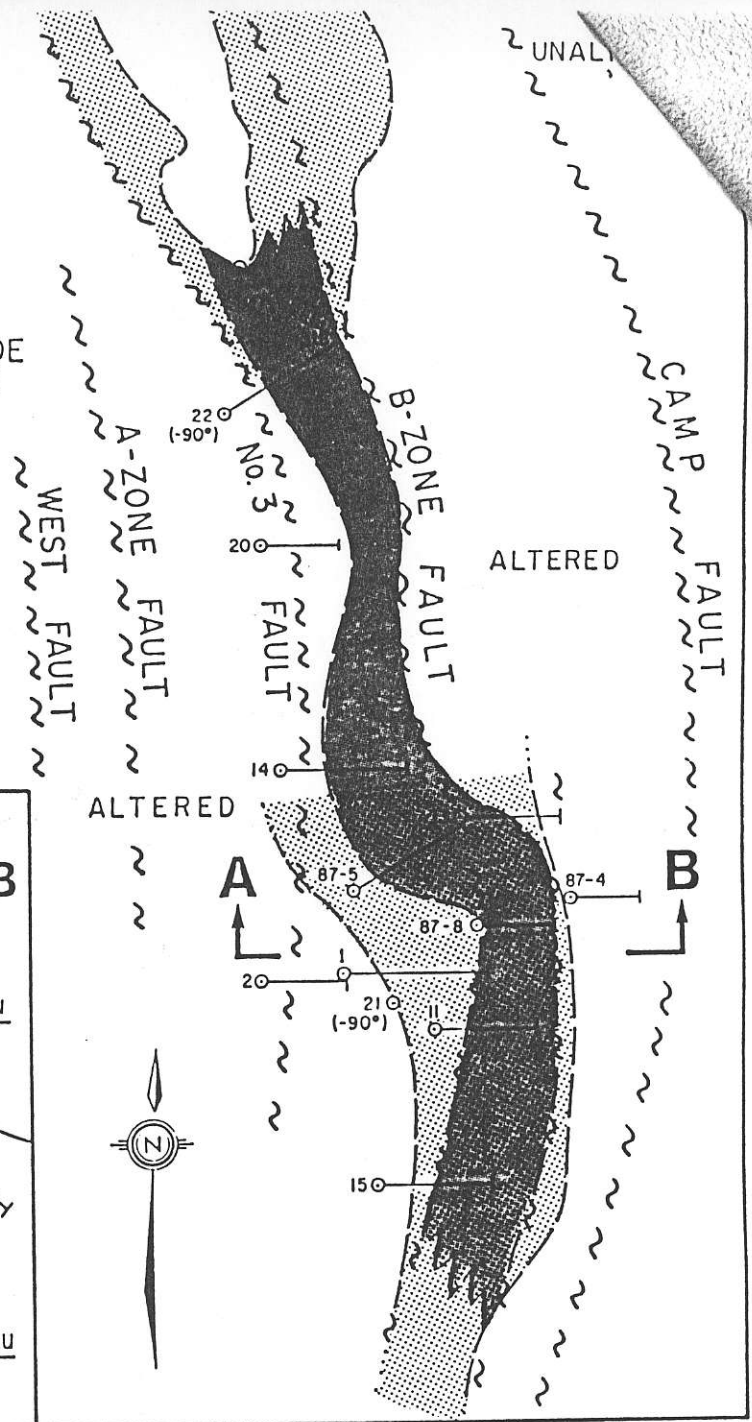 UNAL
DE
CAMP FAULT
22
(-90°)
No. 3 FAULT
B-ZONE FAULT
A-ZONE FAULT
WEST FAULT
20
ALTERED
14
ALTERED
A
87-5
87-4
B
87-8
B
1
2
21
(-90°)
11
N
15
u